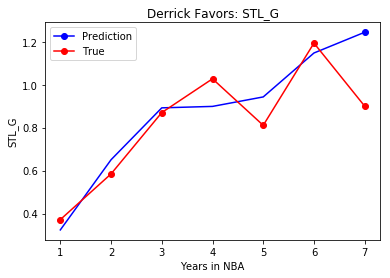 Derrick Favors: STL_G
Prediction
True
1.2
1.0
0.8
0.6
0.4
STL_G
1 2 3 4 5 6 7
Years in NBA